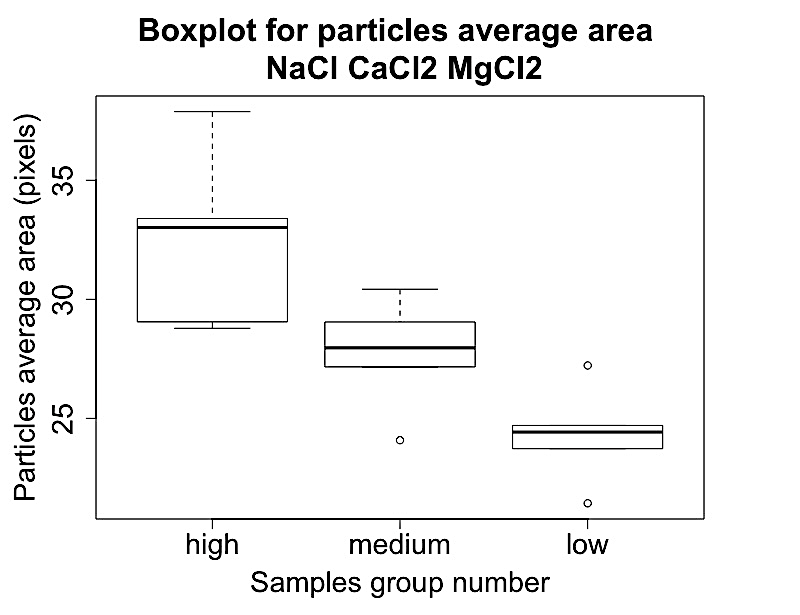 Boxplot for particles average area
NaCl CaCl2 MgCl2
Particles average area (pixels)
35
30
25
high medium low
Samples group number